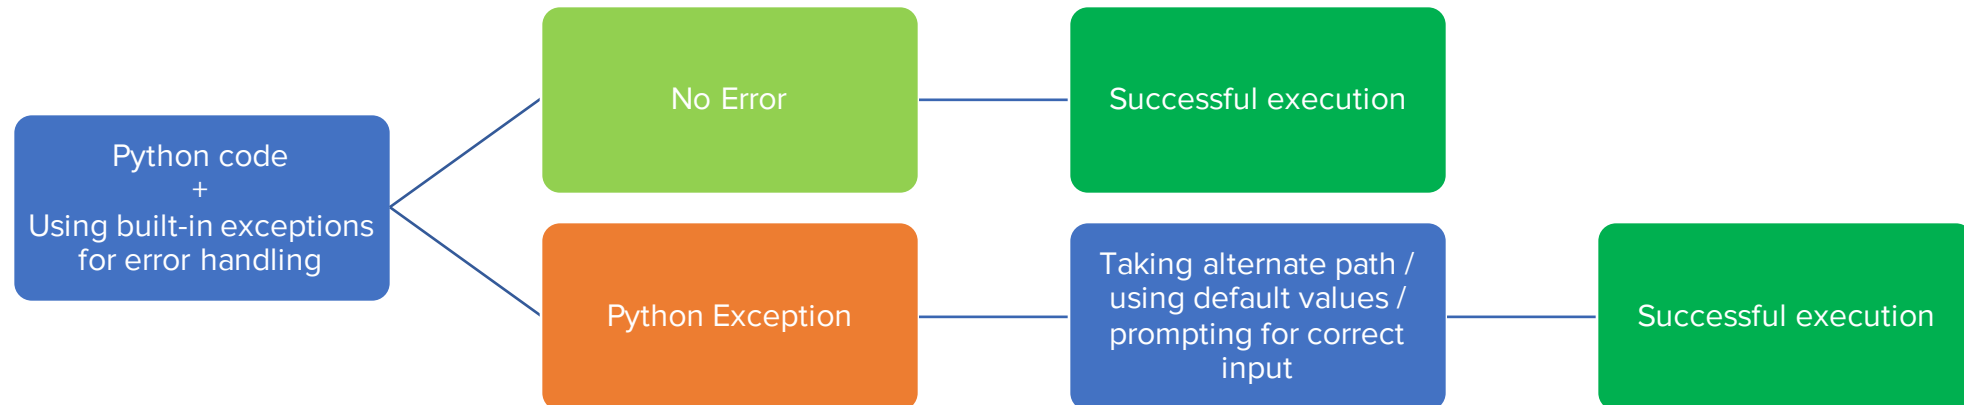 Python code
+
Using built-in exceptions
for error handling
No Error
Successful execution
Python Exception
Taking alternate path /
using default values /
prompting for correct
input
Successful execution